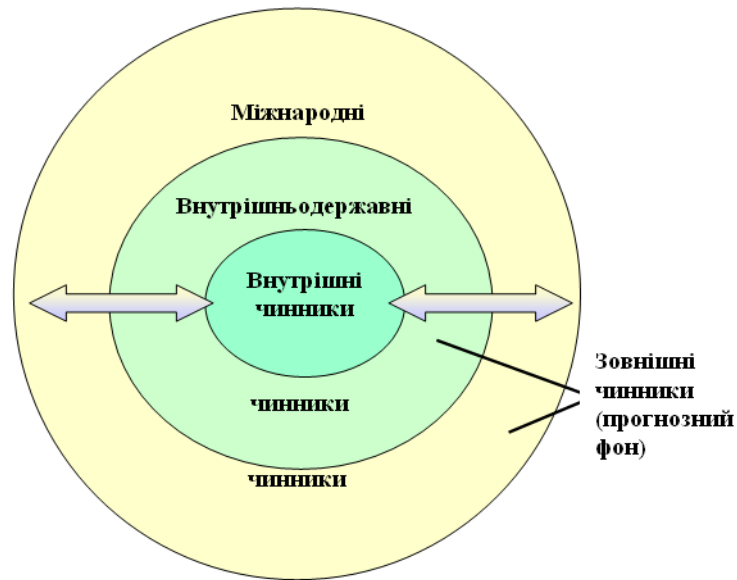 Міжнародні
Внутрішньодержавні
Внутрішні
чинники
чинники
чинники
Зовнішні
чинники
(прогнозний
фон)